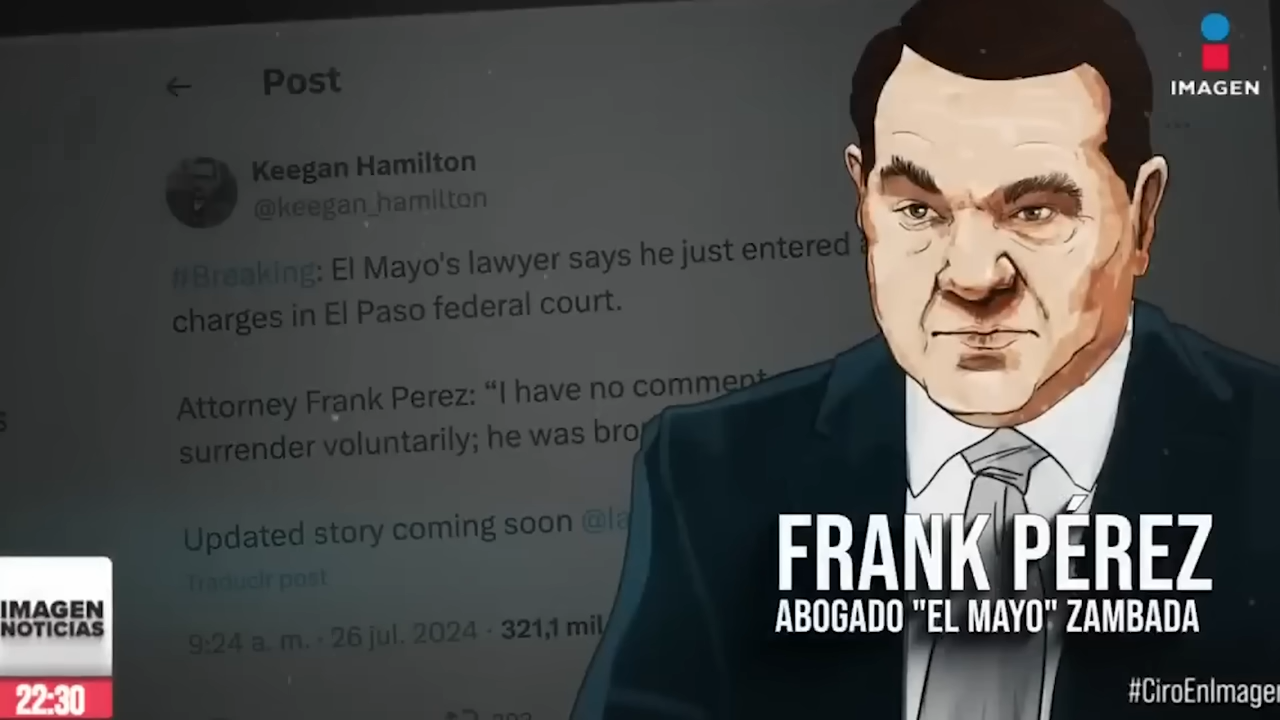 Post
IMAGEN
Keegan Hamilton
@keegan_hamilton
#Breaking: El Mayo's lawyer says he just entered
charges in El Paso federal court.
Attorney Frank Perez: “I have no comment
surrender voluntarily; he was
Updated story coming soon
Traducir post
9:24 a. m. · 26 jul. 2024 · 321,1 mil
FRANK PÉREZ
ABOGADO "EL MAYO" ZAMBADA
IMAGEN
NOTICIAS
22:30
#CiroEnImagen